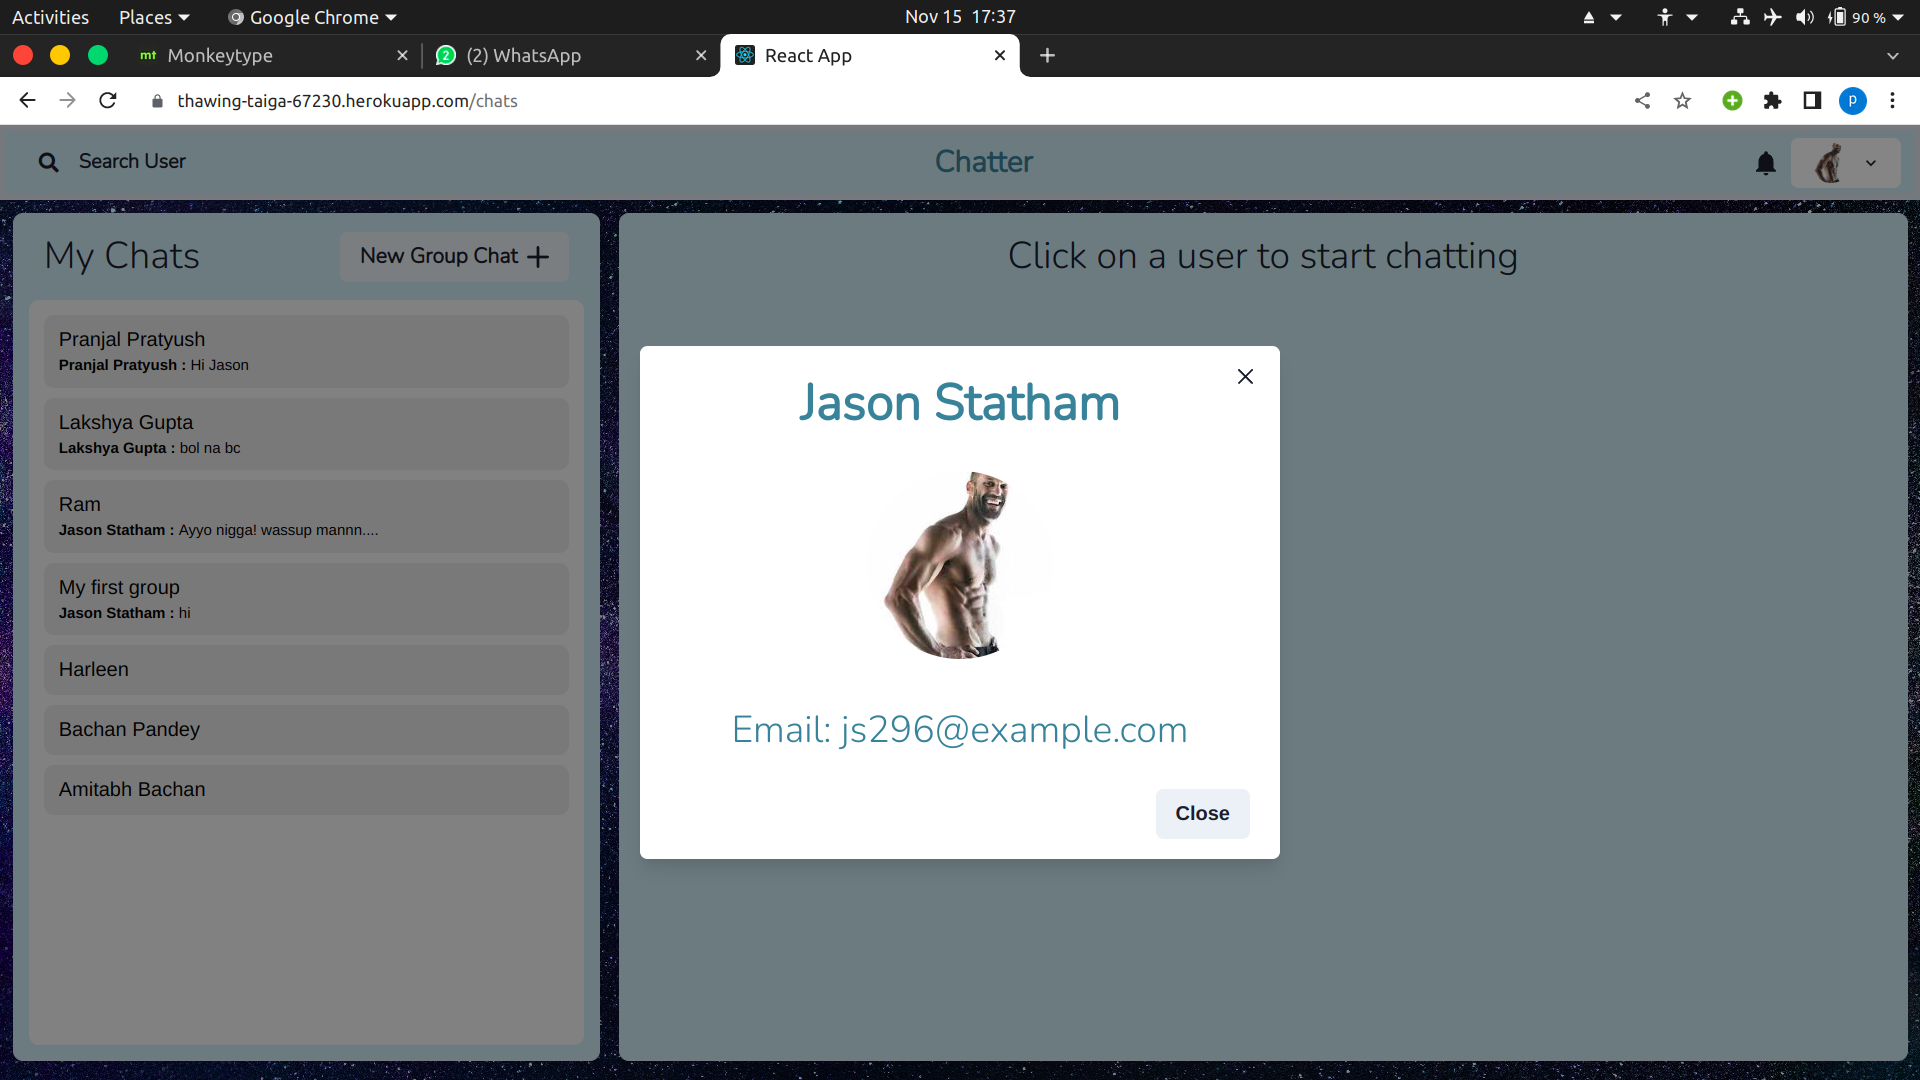 Activities Places Google Chrome Nov 15 17:37 90 %
mt Monkeytype 2 (2) WhatsApp React App
thawing-taiga-67230.herokuapp.com/chats p
Search User Chatter
My Chats New Group Chat
Click on a user to start chatting
Pranjal Pratyush
Pranjal Pratyush : Hi Jason
Lakshya Gupta
Lakshya Gupta : bol na bc
Ram
Jason Statham : Ayyo nigga! wassup mannn....
My first group
Jason Statham : hi
Harleen
Bachan Pandey
Amitabh Bachan
Jason Statham
Email: js296@example.com
Close